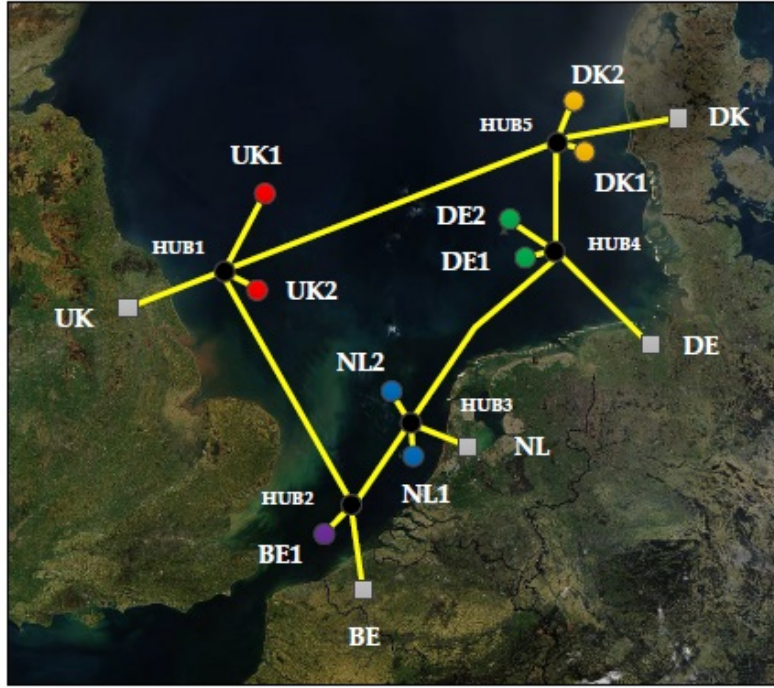 DK2
DK
HUB5
UK1
DK1
DE2
HUB1
HUB4
DE1
UK2
UK
DE
NL2
HUB3
NL
NL1
HUB2
BE1
BE